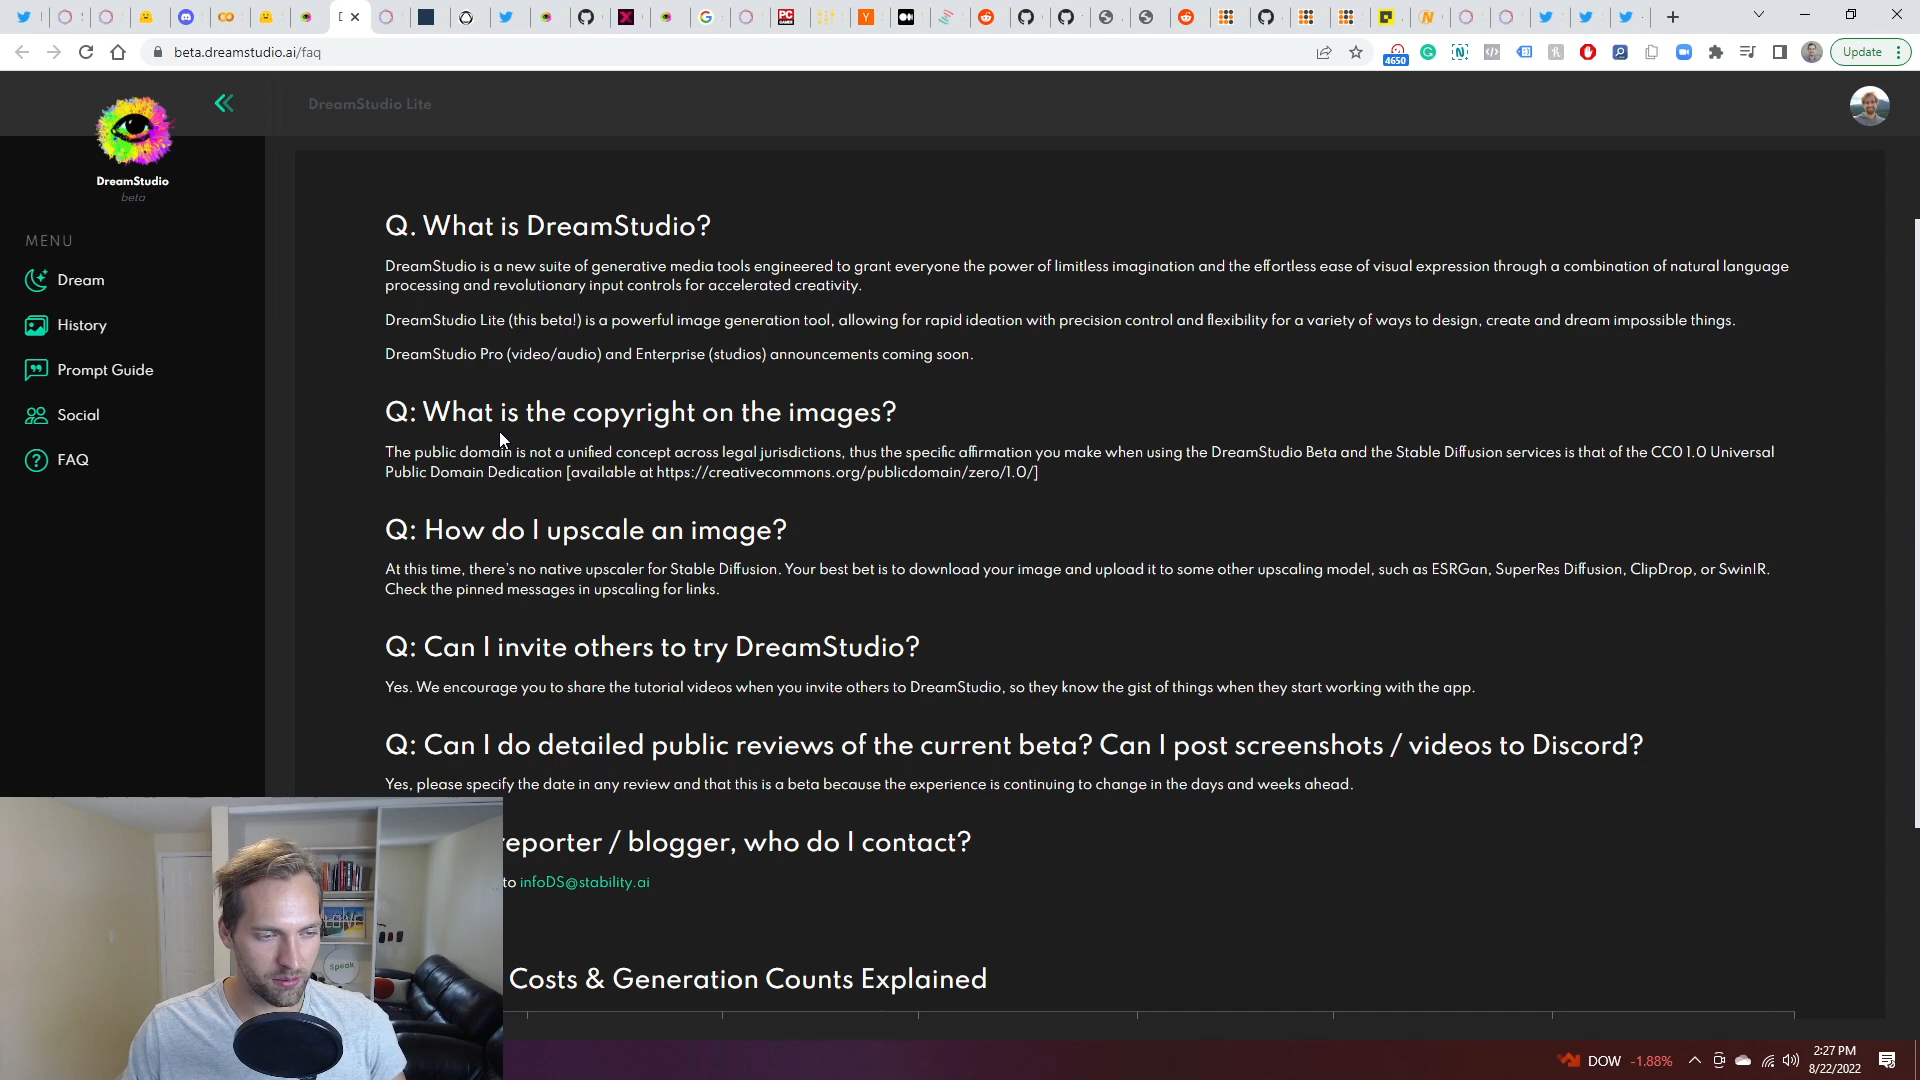 beta.dreamstudio.ai/faq
4650
Update
DreamStudio Lite
DreamStudio
beta
MENU
Dream
History
Prompt Guide
Social
FAQ
Q. What is DreamStudio?
DreamStudio is a new suite of generative media tools engineered to grant everyone the power of limitless imagination and the effortless ease of visual expression through a combination of natural language
processing and revolutionary input controls for accelerated creativity.
DreamStudio Lite (this beta!) is a powerful image generation tool, allowing for rapid ideation with precision control and flexibility for a variety of ways to design, create and dream impossible things.
DreamStudio Pro (video/audio) and Enterprise (studios) announcements coming soon.
Q: What is the copyright on the images?
The public domain is not a unified concept across legal jurisdictions, thus the specific affirmation you make when using the DreamStudio Beta and the Stable Diffusion services is that of the CC0 1.0 Universal
Public Domain Dedication [available at https://creativecommons.org/publicdomain/zero/1.0/]
Q: How do I upscale an image?
At this time, there's no native upscaler for Stable Diffusion. Your best bet is to download your image and upload it to some other upscaling model, such as ESRGan, SuperRes Diffusion, ClipDrop, or SwinIR.
Check the pinned messages in upscaling for links.
Q: Can I invite others to try DreamStudio?
Yes. We encourage you to share the tutorial videos when you invite others to DreamStudio, so they know the gist of things when they start working with the app.
Q: Can I do detailed public reviews of the current beta? Can I post screenshots / videos to Discord?
Yes, please specify the date in any review and that this is a beta because the experience is continuing to change in the days and weeks ahead.
reporter / blogger, who do I contact?
to infoDS@stability.ai
Costs & Generation Counts Explained
Speak
DOW -1.88%
2:27 PM
8/22/2022